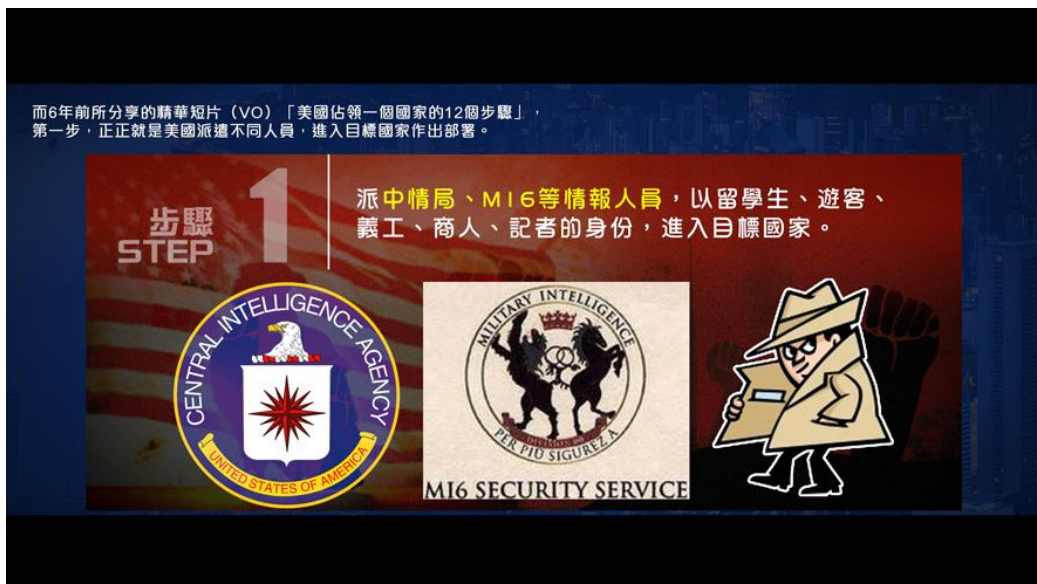 而6年前所分享的精華短片（VO）「美國佔領一個國家的12個步驟」，
第一步，正正就是美國派遣不同人員，進入目標國家作出部署。
步驟
STEP
1
派中情局、MI6等情報人員，以留學生、遊客、
義工、商人、記者的身份，進入目標國家。
CENTRAL INTELLIGENCE AGENCY
UNITED STATES OF AMERICA
MILITARY INTELLIGENCE
DIVISION 60
PER PIÙ SIGUREZA
MI6 SECURITY SERVICE